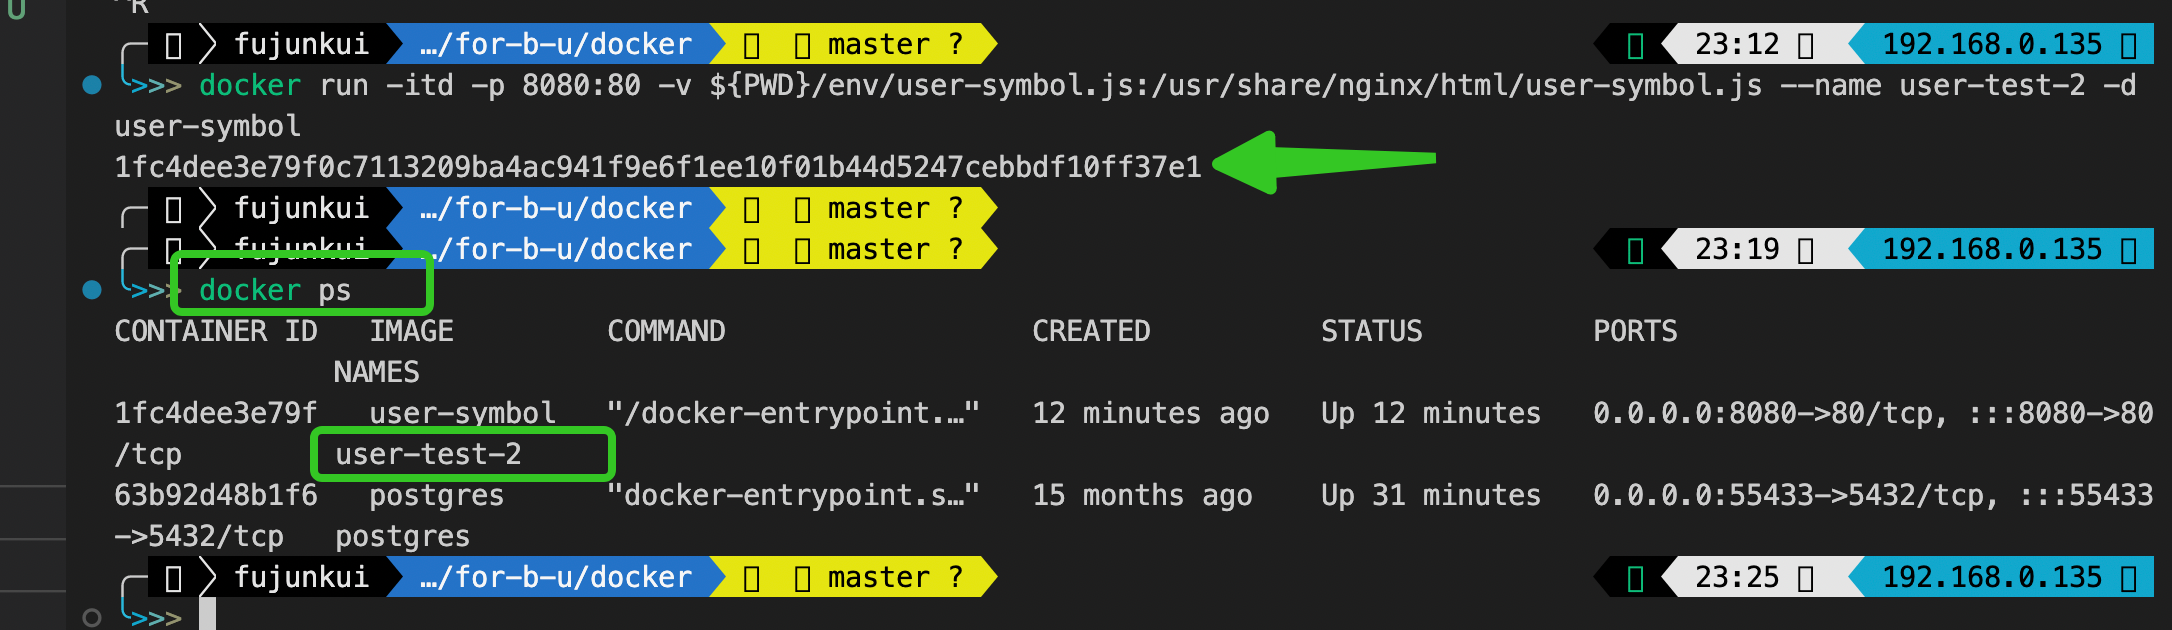 U
^R
fujunkui …/for-b-u/docker master ? 23:12 192.168.0.135
>>> docker run -itd -p 8080:80 -v ${PWD}/env/user-symbol.js:/usr/share/nginx/html/user-symbol.js --name user-test-2 -d
user-symbol
1fc4dee3e79f0c7113209ba4ac941f9e6f1ee10f01b44d5247cebbdf10ff37e1
fujunkui …/for-b-u/docker master ?
fujunkui …/for-b-u/docker master ? 23:19 192.168.0.135
>>> docker ps
CONTAINER ID IMAGE COMMAND CREATED STATUS PORTS
NAMES
1fc4dee3e79f user-symbol "/docker-entrypoint.…" 12 minutes ago Up 12 minutes 0.0.0.0:8080->80/tcp, :::8080->80
/tcp user-test-2
63b92d48b1f6 postgres "docker-entrypoint.s…" 15 months ago Up 31 minutes 0.0.0.0:55433->5432/tcp, :::55433
->5432/tcp postgres
fujunkui …/for-b-u/docker master ? 23:25 192.168.0.135
>>>